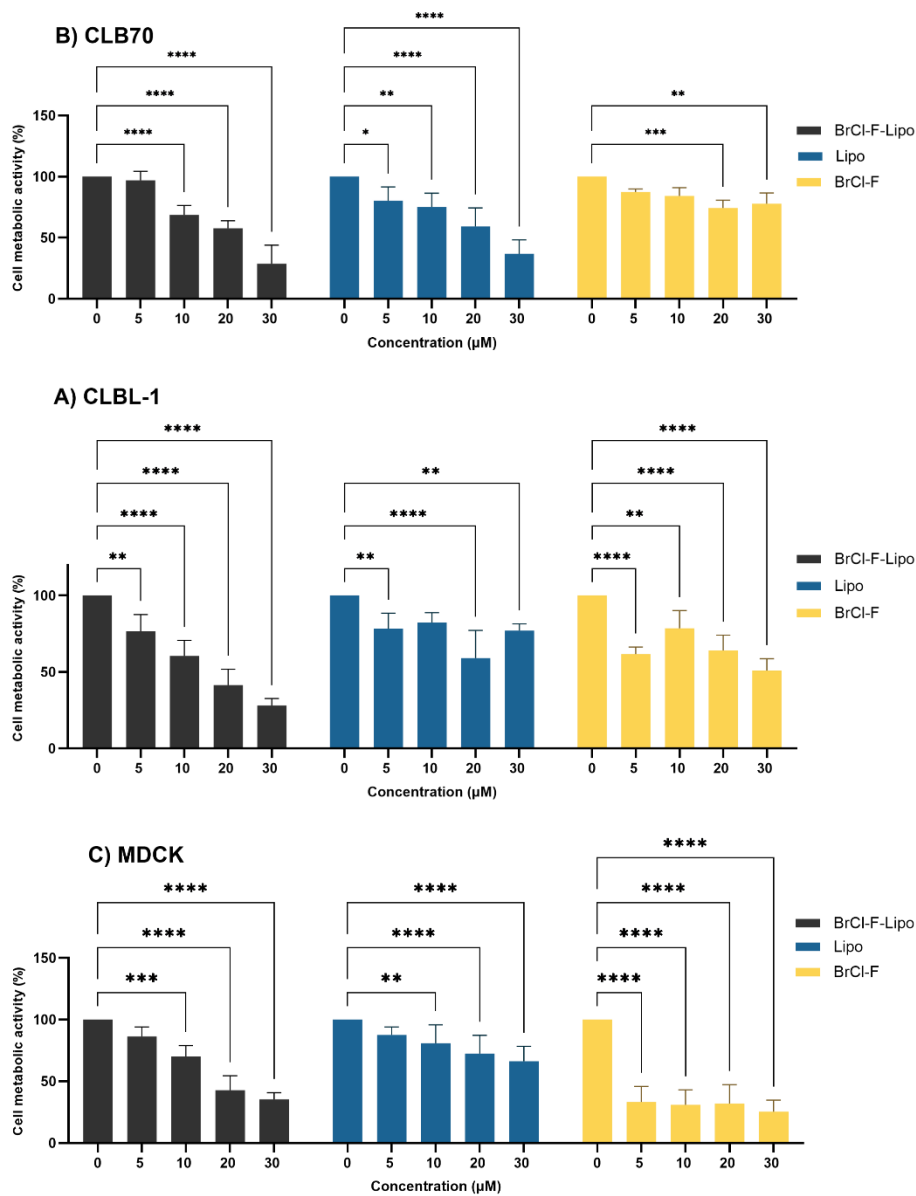 B) CLB70
****
****
****
****
****
**
*
**
***
Cell metabolic activity (%)
150
100
50
0
0 5 10 20 30 0 5 10 20 30 0 5 10 20 30
Concentration (μM)
BrCl-F-Lipo
Lipo
BrCl-F
A) CLBL-1
****
****
****
**
**
****
**
****
****
**
****
Cell metabolic activity (%)
100
50
0
0 5 10 20 30 0 5 10 20 30 0 5 10 20 30
Concentration (μM)
BrCl-F-Lipo
Lipo
BrCl-F
C) MDCK
****
****
***
****
****
**
****
****
****
****
Cell metabolic activity (%)
150
100
50
0
0 5 10 20 30 0 5 10 20 30 0 5 10 20 30
Concentration (μM)
BrCl-F-Lipo
Lipo
BrCl-F